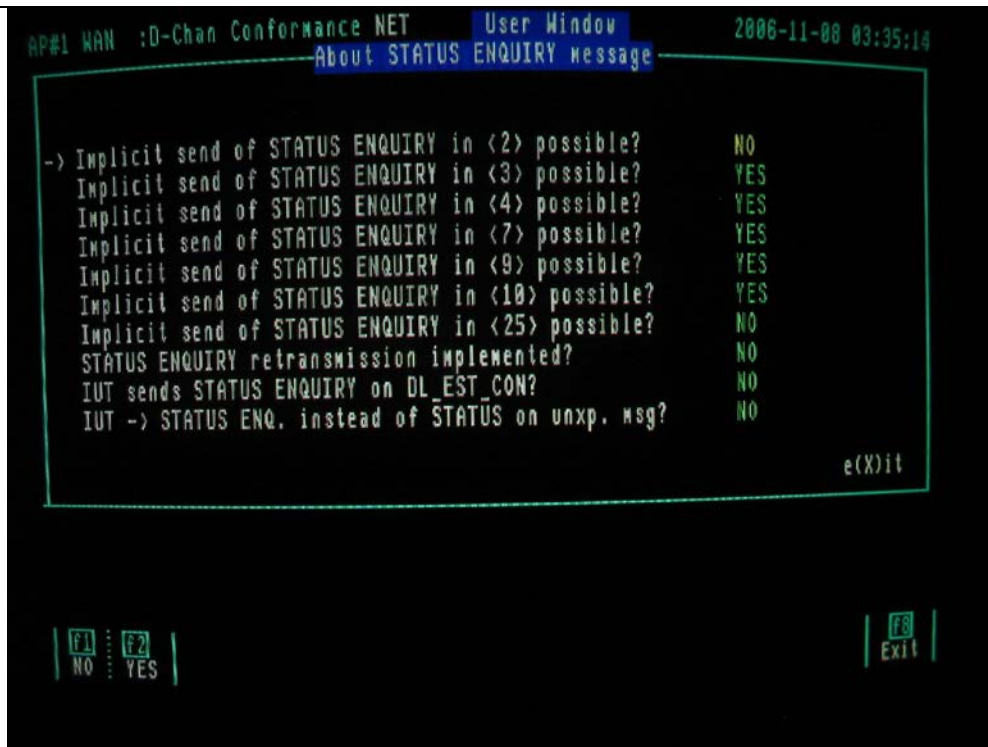 AP#1 WAN :D-Chan Conformance NET User Window 2006-11-08 03:35:14
About STATUS ENQUIRY message
-> Implicit send of STATUS ENQUIRY in <2> possible? NO
Implicit send of STATUS ENQUIRY in <3> possible? YES
Implicit send of STATUS ENQUIRY in <4> possible? YES
Implicit send of STATUS ENQUIRY in <7> possible? YES
Implicit send of STATUS ENQUIRY in <9> possible? YES
Implicit send of STATUS ENQUIRY in <10> possible? YES
Implicit send of STATUS ENQUIRY in <25> possible? NO
STATUS ENQUIRY retransmission implemented? NO
IUT sends STATUS ENQUIRY on DL_EST_CON? NO
IUT -> STATUS ENQ. instead of STATUS on unxp. msg? NO
e(X)it
f1 f2 f8
NO YES Exit